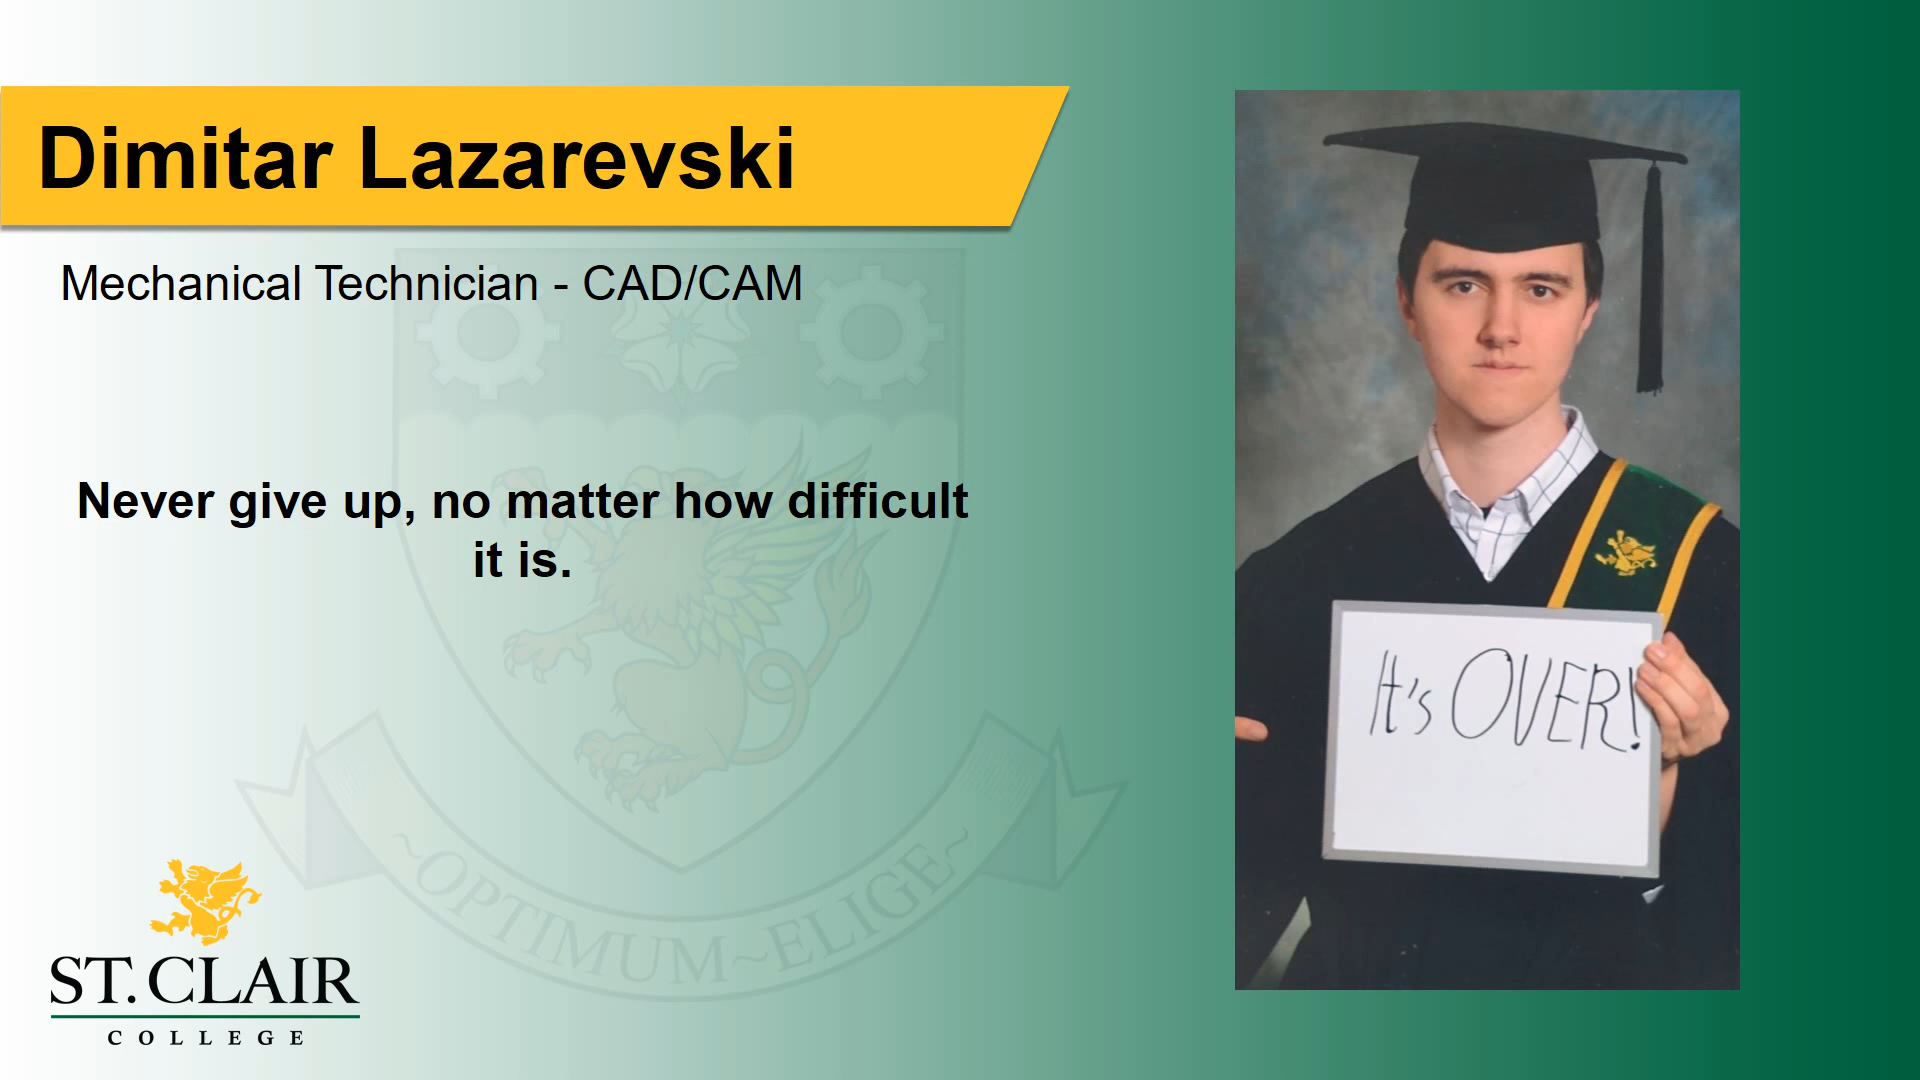 Dimitar Lazarevski
Mechanical Technician - CAD/CAM
Never give up, no matter how difficult
it is.
It's OVER!
~OPTIMUM~ELIGE~
ST. CLAIR
COLLEGE